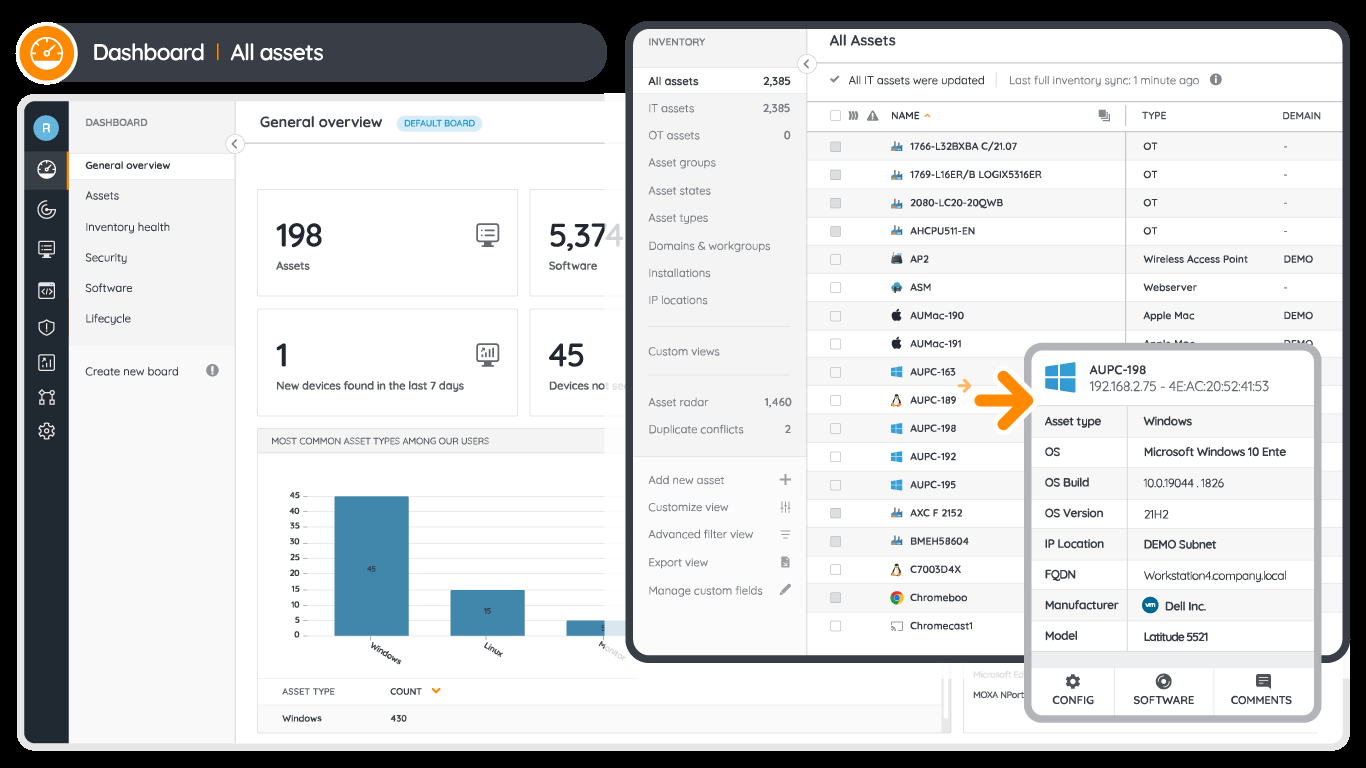 Dashboard | All assets
R
DASHBOARD
General overview
Assets
Inventory health
Security
Software
Lifecycle
Create new board
General overview DEFAULT BOARD
198
Assets
5,374
Software
1
New devices found in the last 7 days
45
Devices not
MOST COMMON ASSET TYPES AMONG OUR USERS
45
40
35
30
25
20
15
10
5
0
45
15
5
Windows
Linux
Monitor
ASSET TYPE COUNT
Windows 430
INVENTORY
All assets 2,385
IT assets 2,385
OT assets 0
Asset groups
Asset states
Asset types
Domains & workgroups
Installations
IP locations
Custom views
Asset radar 1,460
Duplicate conflicts 2
Add new asset
Customize view
Advanced filter view
Export view
Manage custom fields
All Assets
All IT assets were updated Last full inventory sync: 1 minute ago
NAME TYPE DEMAIN
1766-L32BXBA C/21.07 OT -
1769-L16ER/B LOGIX5316ER OT -
2080-LC20-20QWB OT -
AHCPU511-EN OT -
AP2 Wireless Access Point DEMO
ASM Webserver -
AUMac-190 Apple Mac DEMO
AUMac-191 Apple Mac DEMO
AUPC-163
AUPC-189
AUPC-198
AUPC-192
AUPC-195
AXC F 2152
BMEH58604
C7003D4X
Chromeboo
Chromecast1
AUPC-198
192.168.2.75 - 4E:AC:20:52:41:53
Asset type Windows
OS Microsoft Windows 10 Ente
OS Build 10.0.19044 . 1826
OS Version 21H2
IP Location DEMO Subnet
FQDN Workstation4.company.local
Manufacturer vm Dell Inc.
Model Latitude 5521
CONFIG SOFTWARE COMMENTS
Microsoft Ed
MOXA NPort